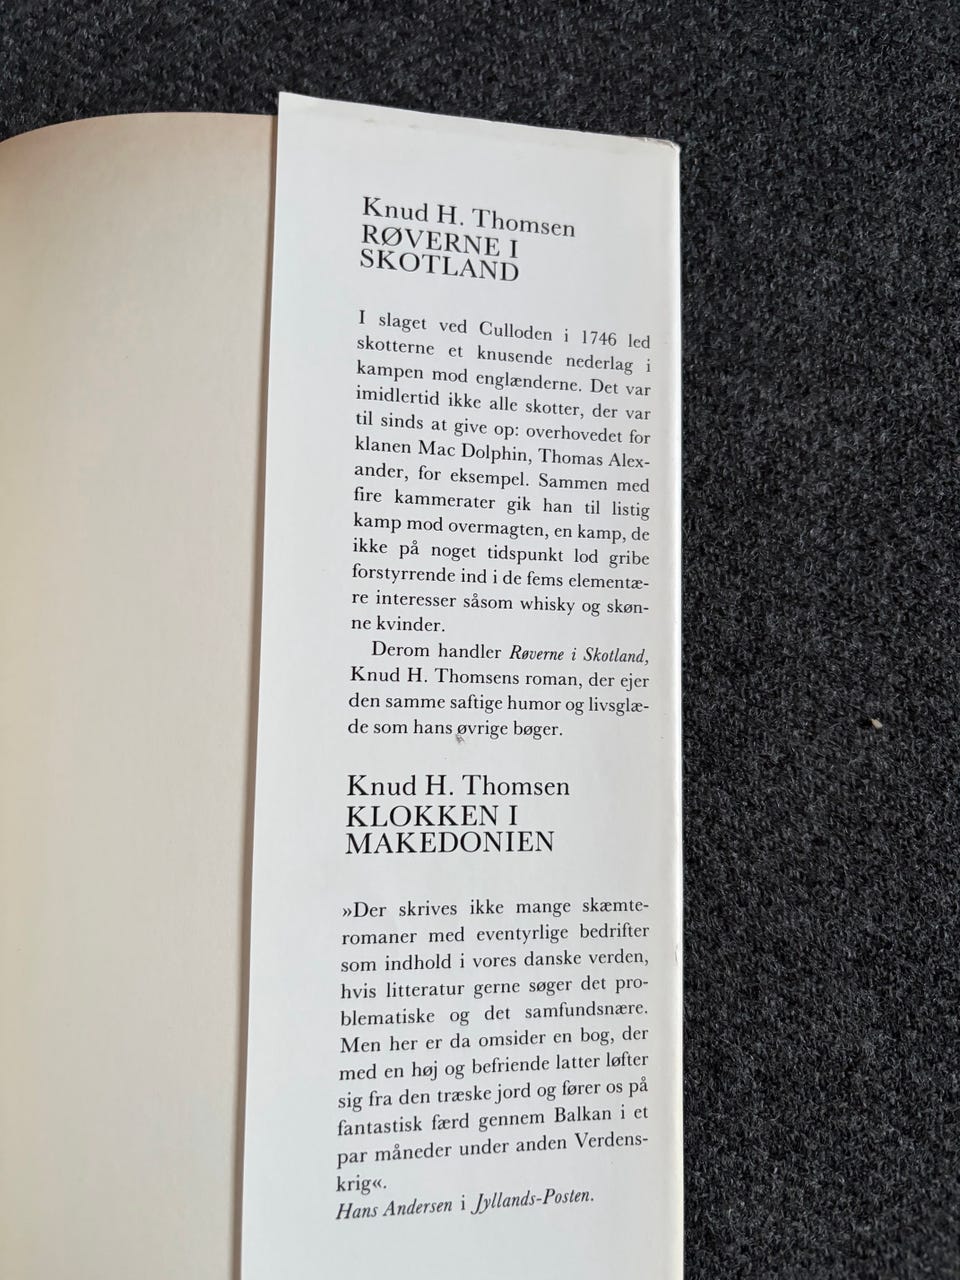 Knud H. Thomsen
RØVERNE I
SKOTLAND
I slaget ved Culloden i 1746 led
skotterne et knusende nederlag i
kampen mod englænderne. Det var
imidlertid ikke alle skotter, der var
til sinds at give op: overhovedet for
klanen Mac Dolphin, Thomas Alex-
ander, for eksempel. Sammen med
fire kammerater gik han til listig
kamp mod overmagten, en kamp, de
ikke på noget tidspunkt lod gribe
forstyrrende ind i de fems elementæ-
re interesser såsom whisky og skøn-
ne kvinder.
Derom handler Røverne i Skotland,
Knud H. Thomsens roman, der ejer
den samme saftige humor og livsglæ-
de som hans øvrige bøger.
Knud H. Thomsen
KLOKKEN I
MAKEDONIEN
»Der skrives ikke mange skæmte-
romaner med eventyrlige bedrifter
som indhold i vores danske verden,
hvis litteratur gerne søger det pro-
blematiske og det samfundsnære.
Men her er da omsider en bog, der
med en høj og befriende latter løfter
sig fra den træske jord og fører os på
fantastisk færd gennem Balkan i et
par måneder under anden Verdens-
krig«.
Hans Andersen i Jyllands-Posten.